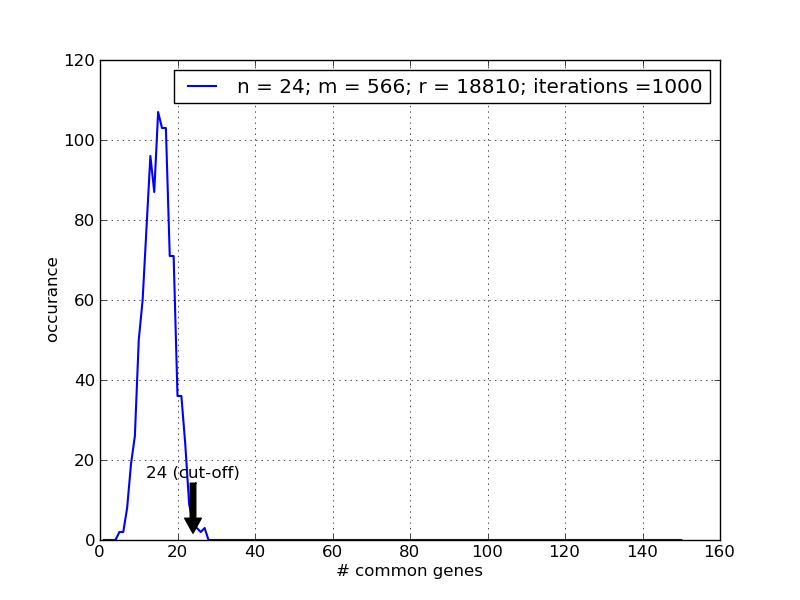 120
n = 24; m = 566; r = 18810; iterations =1000
100
80
60
40
20
0
occurance
24 (cut-off)
0 20 40 60 80 100 120 140 160
# common genes